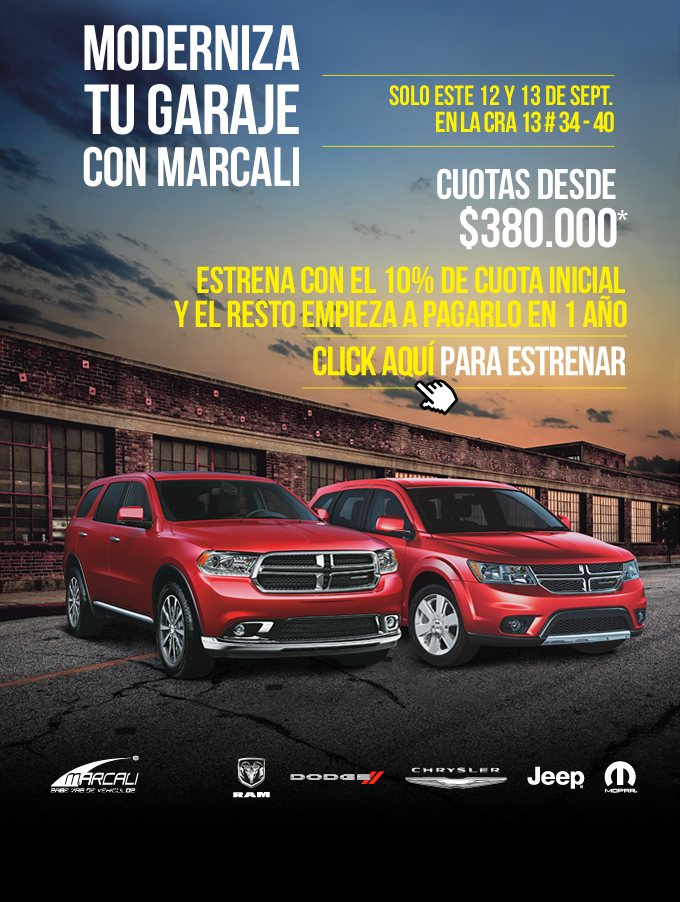 MODERNIZA
TU GARAJE
CON MARCALI
SOLO ESTE 12 Y 13 DE SEPT.
EN LA CRA 13 # 34 - 40
CUOTAS DESDE
$380.000*
ESTRENA CON EL 10% DE CUOTA INICIAL
Y EL RESTO EMPIEZA A PAGARLO EN 1 AÑO
CLICK AQUÍ PARA ESTRENAR
MARCALI ®
RAM
DODGE
CHRYSLER
Jeep®
MOPAR®